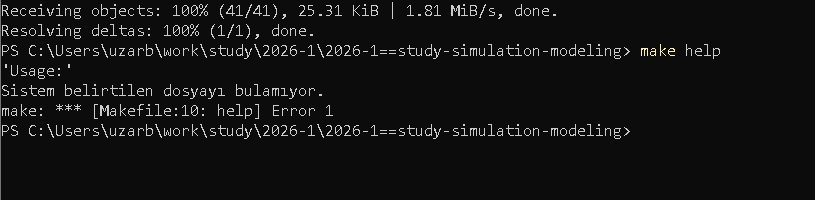 Receiving objects: 100% (41/41), 25.31 KiB | 1.81 MiB/s, done.
Resolving deltas: 100% (1/1), done.
PS C:\Users\uzarb\work\study\2026-1\2026-1==study-simulation-modeling> make help
'Usage:'
Sistem belirtilen dosyayı bulamıyor.
make: *** [Makefile:10: help] Error 1
PS C:\Users\uzarb\work\study\2026-1\2026-1==study-simulation-modeling>